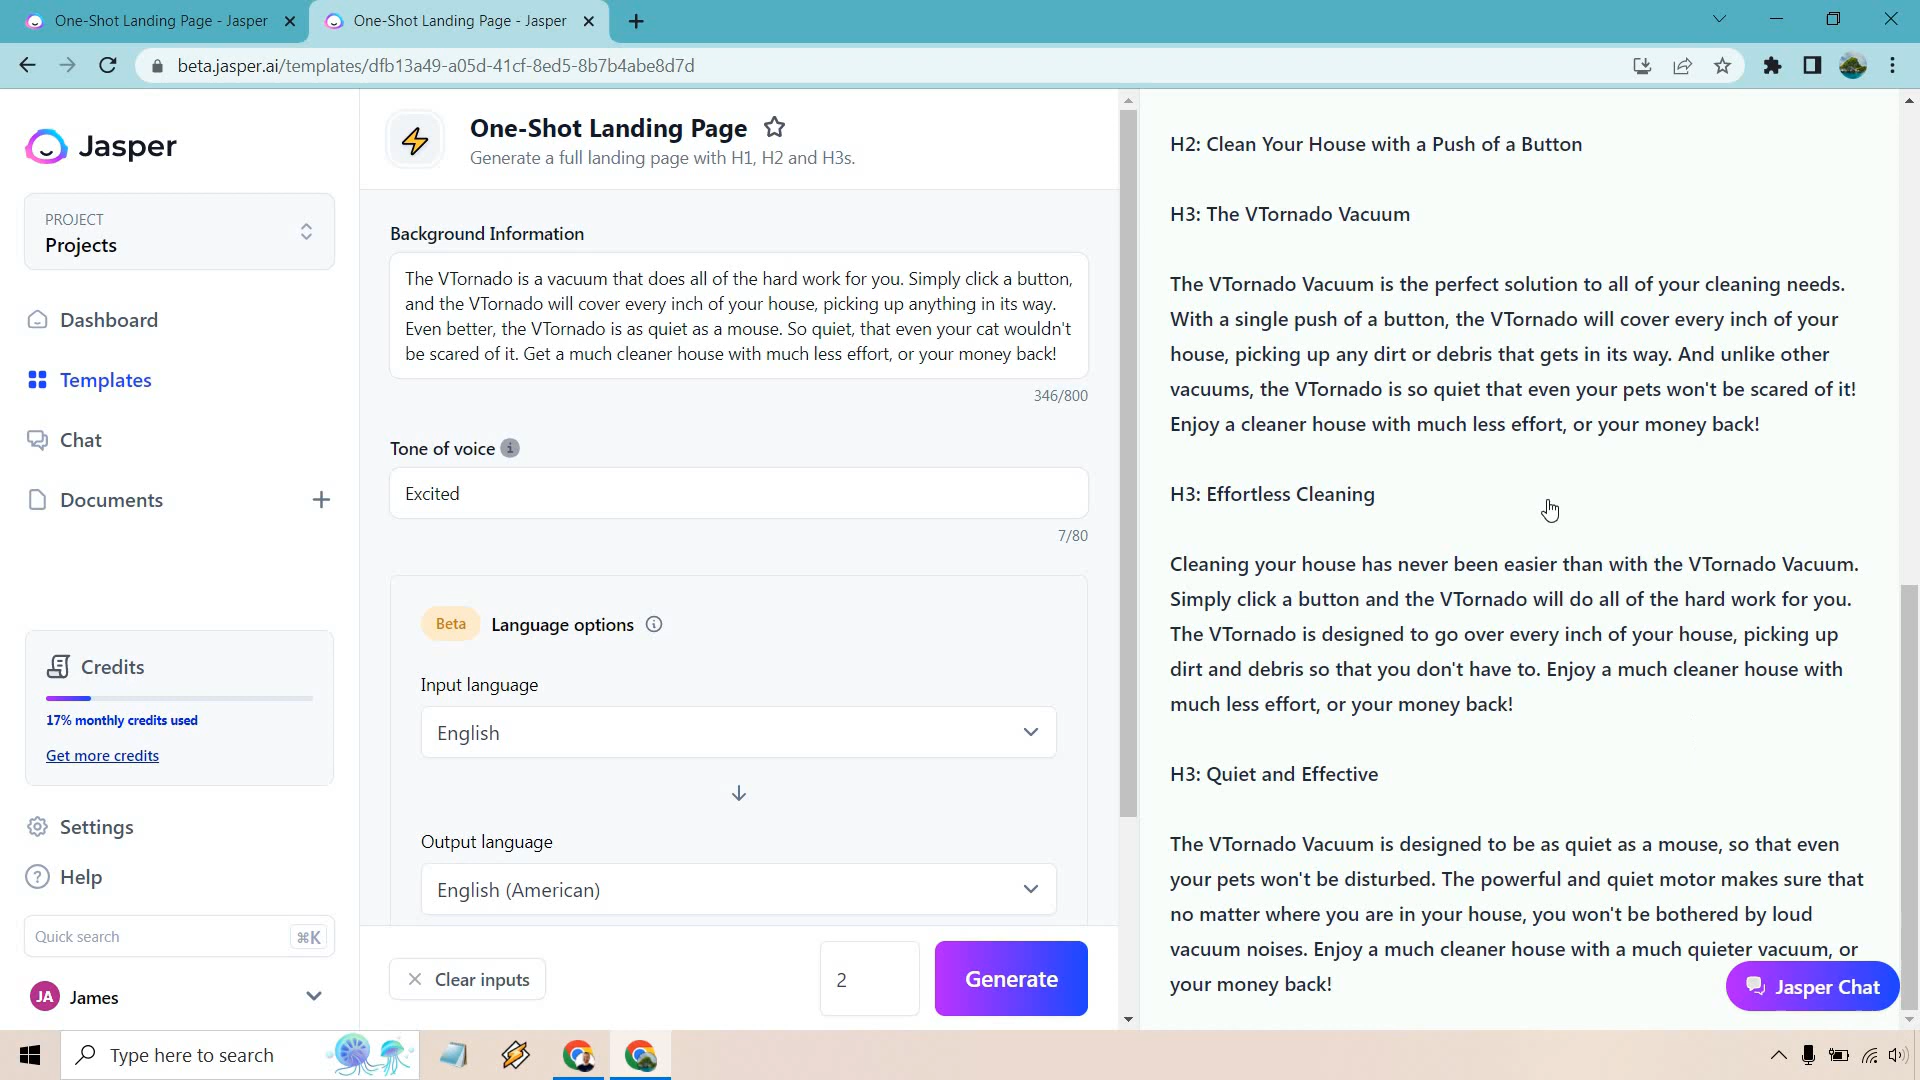 One-Shot Landing Page - Jasper
One-Shot Landing Page - Jasper
beta.jasper.ai/templates/dfb13a49-a05d-41cf-8ed5-8b7b4abe8d7d
Jasper
PROJECT
Projects
Dashboard
Templates
Chat
Documents
Credits
17% monthly credits used
Get more credits
Settings
Help
Quick search
⌘K
JA
James
One-Shot Landing Page
Generate a full landing page with H1, H2 and H3s.
Background Information
The VTornado is a vacuum that does all of the hard work for you. Simply click a button,
and the VTornado will cover every inch of your house, picking up anything in its way.
Even better, the VTornado is as quiet as a mouse. So quiet, that even your cat wouldn't
be scared of it. Get a much cleaner house with much less effort, or your money back!
346/800
Tone of voice
Excited
7/80
Beta
Language options
Input language
English
Output language
English (American)
Clear inputs
2
Generate
H2: Clean Your House with a Push of a Button
H3: The VTornado Vacuum
The VTornado Vacuum is the perfect solution to all of your cleaning needs.
With a single push of a button, the VTornado will cover every inch of your
house, picking up any dirt or debris that gets in its way. And unlike other
vacuums, the VTornado is so quiet that even your pets won't be scared of it!
Enjoy a cleaner house with much less effort, or your money back!
H3: Effortless Cleaning
Cleaning your house has never been easier than with the VTornado Vacuum.
Simply click a button and the VTornado will do all of the hard work for you.
The VTornado is designed to go over every inch of your house, picking up
dirt and debris so that you don't have to. Enjoy a much cleaner house with
much less effort, or your money back!
H3: Quiet and Effective
The VTornado Vacuum is designed to be as quiet as a mouse, so that even
your pets won't be disturbed. The powerful and quiet motor makes sure that
no matter where you are in your house, you won't be bothered by loud
vacuum noises. Enjoy a much cleaner house with a much quieter vacuum, or
your money back!
Jasper Chat
Type here to search